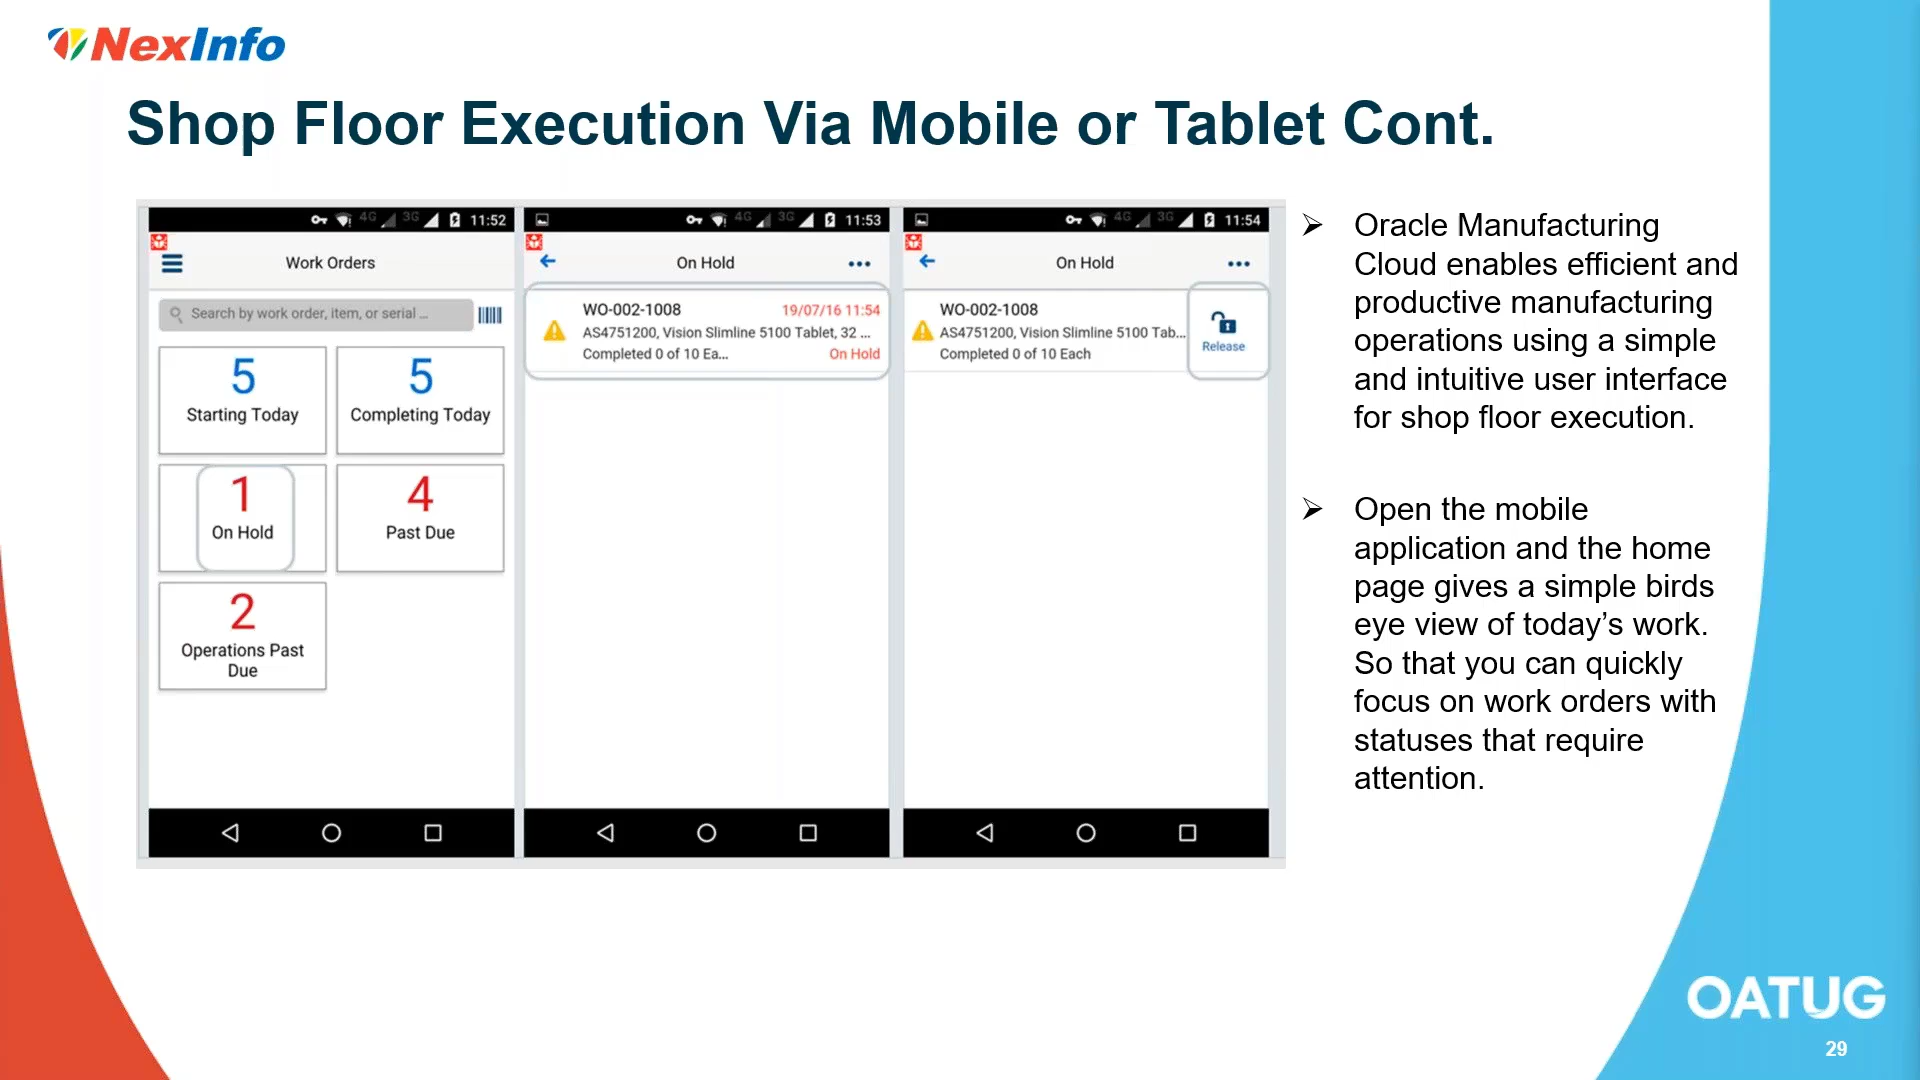 NexInfo
Shop Floor Execution Via Mobile or Tablet Cont.
4G 3G 11:52
Work Orders
Search by work order, item, or serial ...
5
Starting Today
5
Completing Today
1
On Hold
4
Past Due
2
Operations Past
Due
4G 3G 11:53
On Hold
WO-002-1008 19/07/16 11:54
AS4751200, Vision Slimline 5100 Tablet, 32 ...
Completed 0 of 10 Ea... On Hold
4G 3G 11:54
On Hold
WO-002-1008
AS4751200, Vision Slimline 5100 Tab...
Completed 0 of 10 Each
Release
Oracle Manufacturing
Cloud enables efficient and
productive manufacturing
operations using a simple
and intuitive user interface
for shop floor execution.
Open the mobile
application and the home
page gives a simple birds
eye view of today’s work.
So that you can quickly
focus on work orders with
statuses that require
attention.
OATUG
29